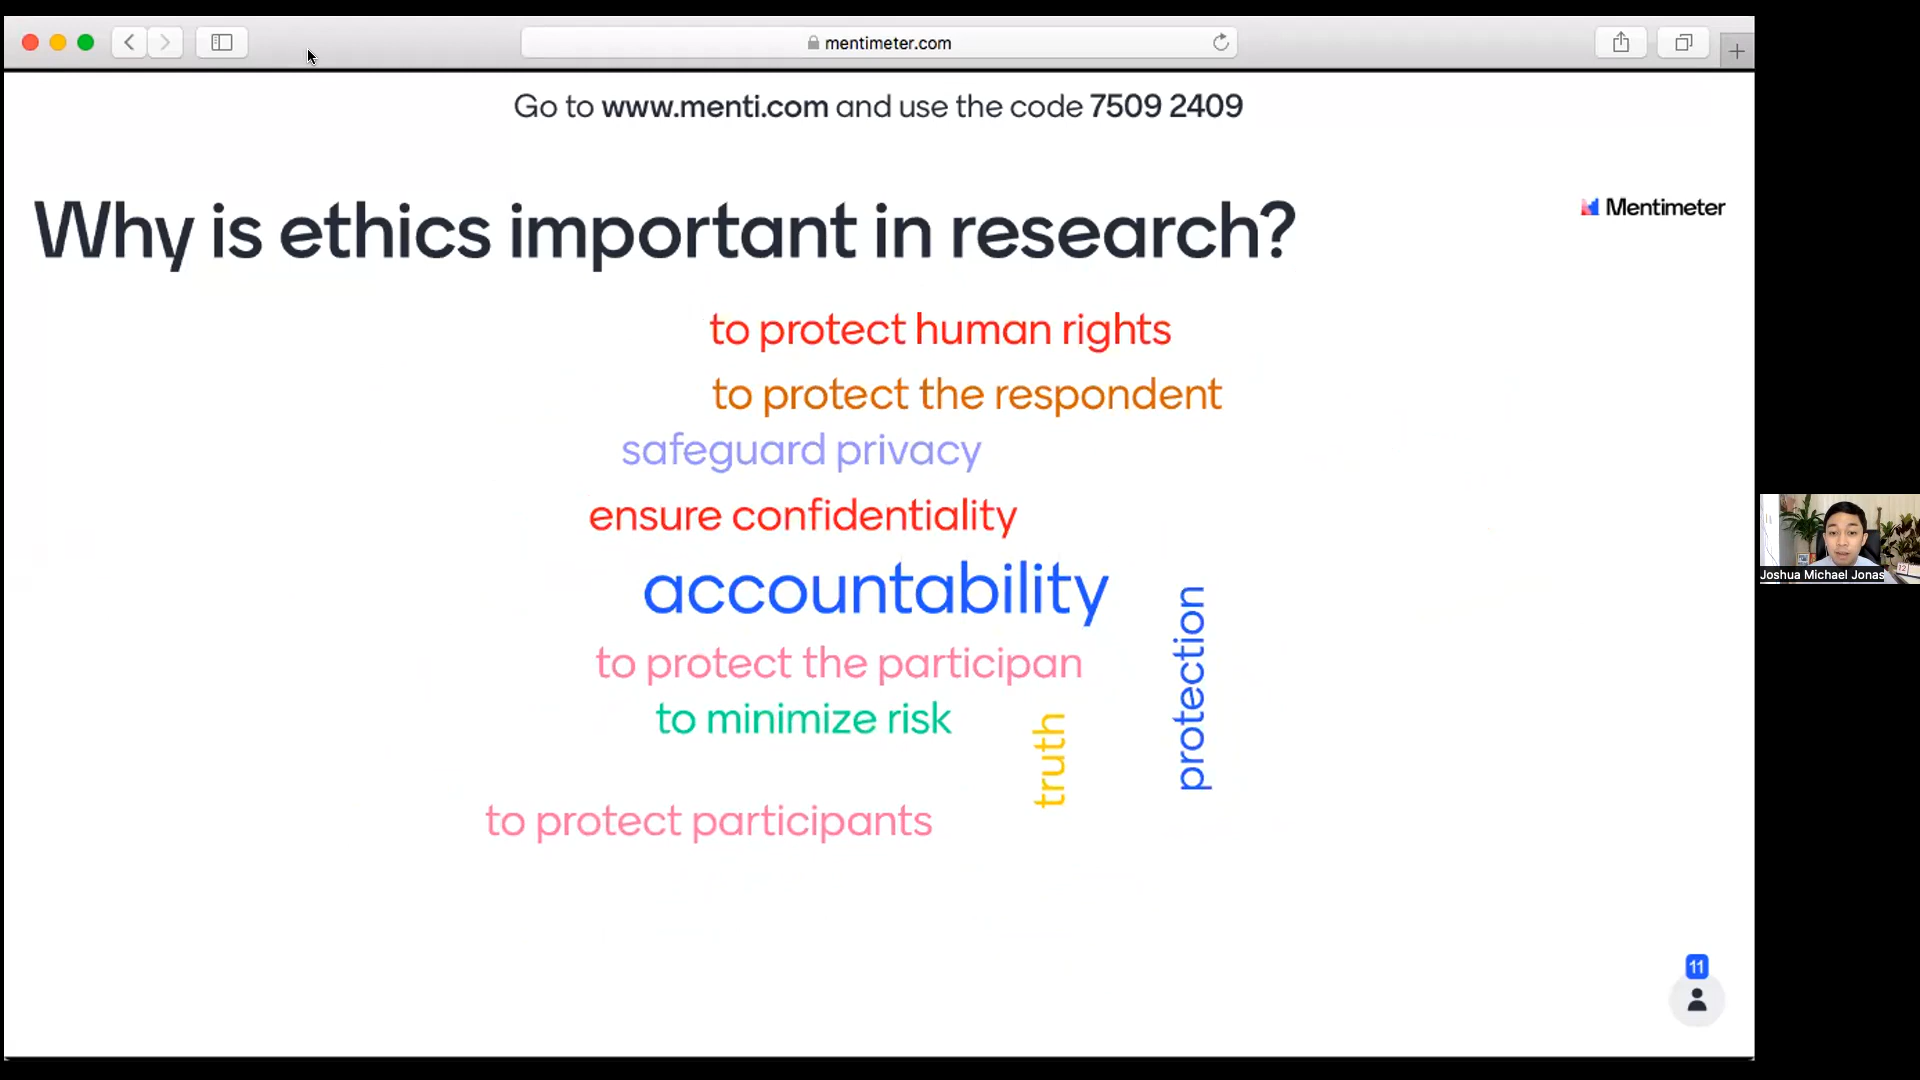 mentimeter.com
Go to www.menti.com and use the code 7509 2409
Why is ethics important in research?
Mentimeter
to protect human rights
to protect the respondent
safeguard privacy
ensure confidentiality
accountability
protection
to protect the participan
to minimize risk
truth
to protect participants
11
Joshua Michael Jonas